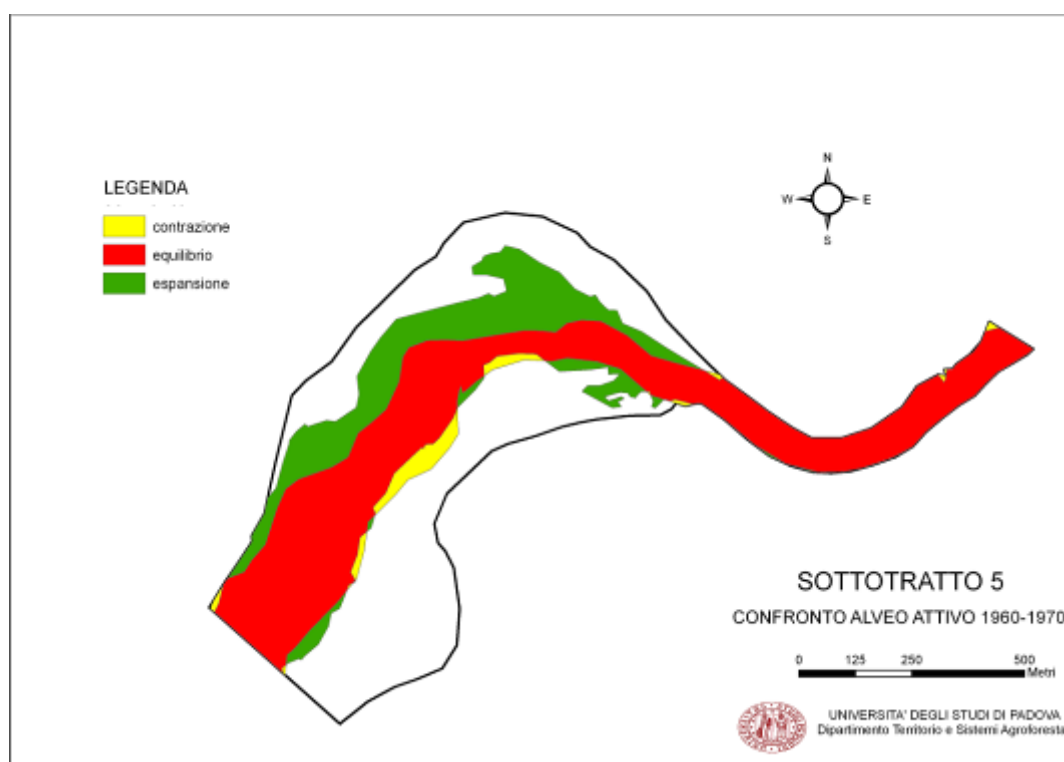 LEGENDA
contrazione
equilibrio
espansione
N
W E
S
SOTTOTRATTO 5
CONFRONTO ALVEO ATTIVO 1960-1970
0 125 250 500
Metri
UNIVERSITA' DEGLI STUDI DI PADOVA
Dipartimento Territorio e Sistemi Agroforesta